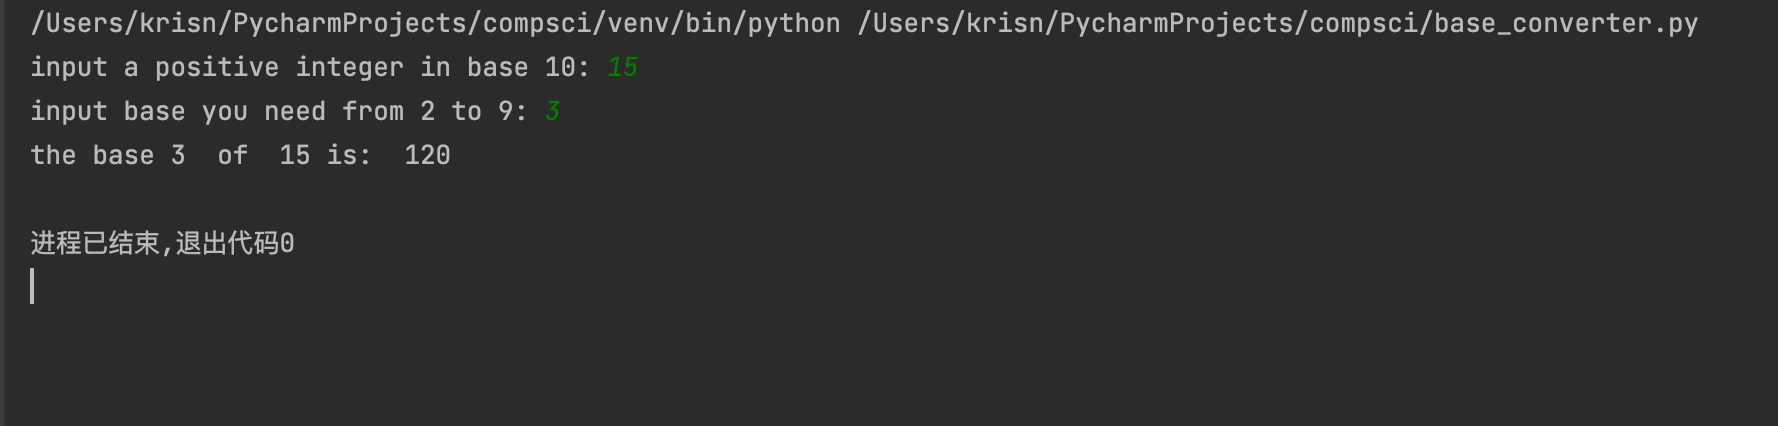 /Users/krisn/PycharmProjects/compsci/venv/bin/python /Users/krisn/PycharmProjects/compsci/base_converter.py
input a positive integer in base 10: 15
input base you need from 2 to 9: 3
the base 3  of  15 is:  120
进程已结束,退出代码0